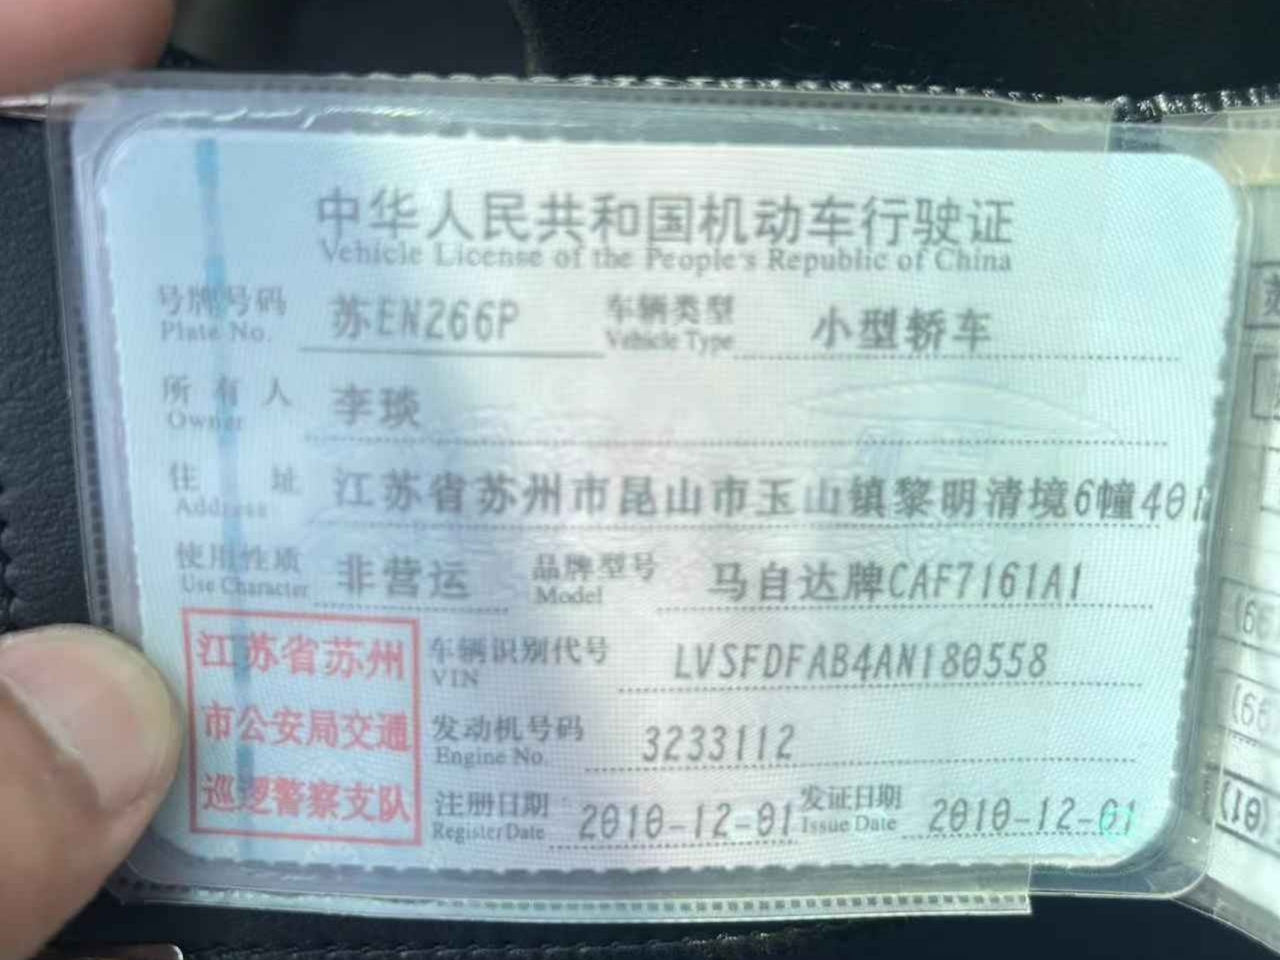 中华人民共和国机动车行驶证
Vehicle License of the People's Republic of China
号牌号码 苏EN266P 车辆类型 小型轿车
Plate No. Vehicle Type
所有人 李琰
Owner
住址 江苏省苏州市昆山市玉山镇黎明清境6幢40
Address
使用性质 非营运 品牌型号 马自达牌CAF7161A1
Use Character Model
江苏省苏州
市公安局交通
巡逻警察支队
车辆识别代号 LVSFDFAB4AN180558
VIN
发动机号码 3233112
Engine No.
注册日期 2010-12-01 发证日期 2010-12-01
Register Date Issue Date